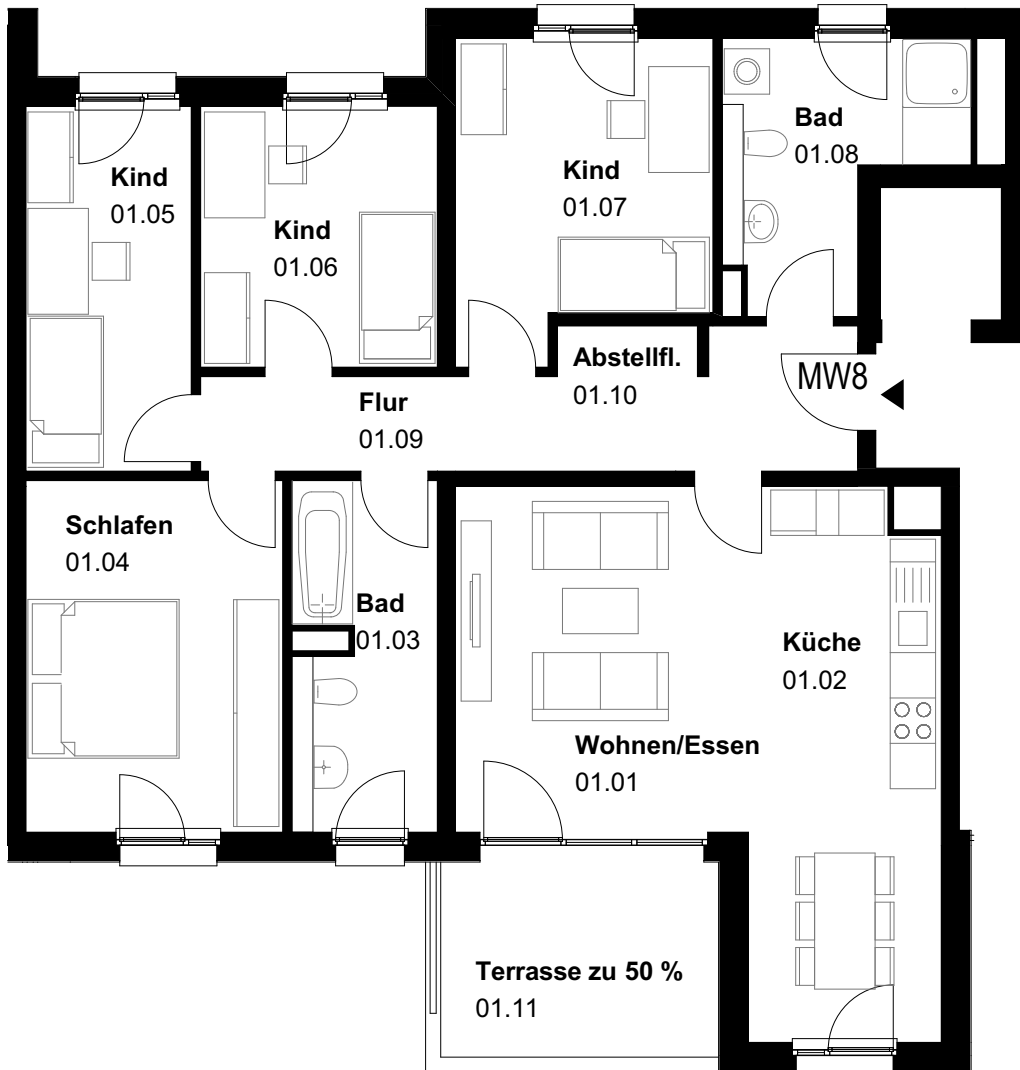 Bad
01.08
Kind
01.05
Kind
01.07
Kind
01.06
Abstellfl.
01.10
MW8
Flur
01.09
Schlafen
01.04
Bad
01.03
Küche
01.02
Wohnen/Essen
01.01
Terrasse zu 50 %
01.11